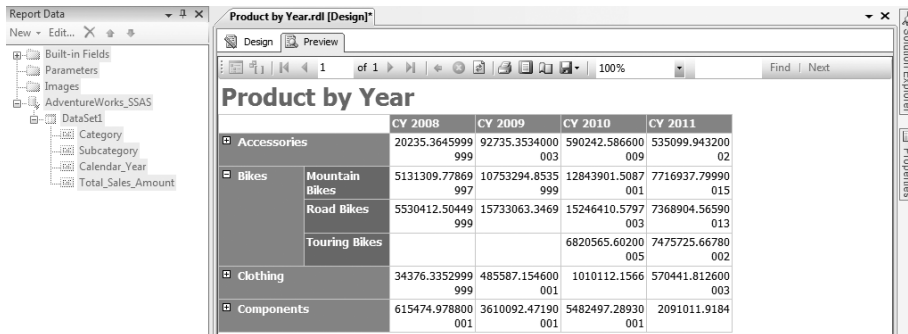 Report Data
Product by Year.rdl [Design]*
New Edit...
Design Preview
Built-in Fields
Parameters
Images
AdventureWorks_SSAS
DataSet1
Category
Subcategory
Calendar_Year
Total_Sales_Amount
1 of 1 100% Find | Next
Product by Year
CY 2008 CY 2009 CY 2010 CY 2011
Accessories 20235.3645999 92735.3534000 590242.586600 535099.943200
999 003 009 02
Bikes Mountain 5131309.77869 10753294.8535 12843901.5087 7716937.79990
Bikes 997 999 001 015
Road Bikes 5530412.50449 15733063.3469 15246410.5797 7368904.56590
999 003 013
Touring Bikes 6820565.60200 7475725.66780
005 002
Clothing 34376.3352999 485587.154600 1010112.1566 570441.812600
999 001 003
Components 615474.978800 3610092.47190 5482497.28930 2091011.9184
001 001 001
Solution Explorer
Properties